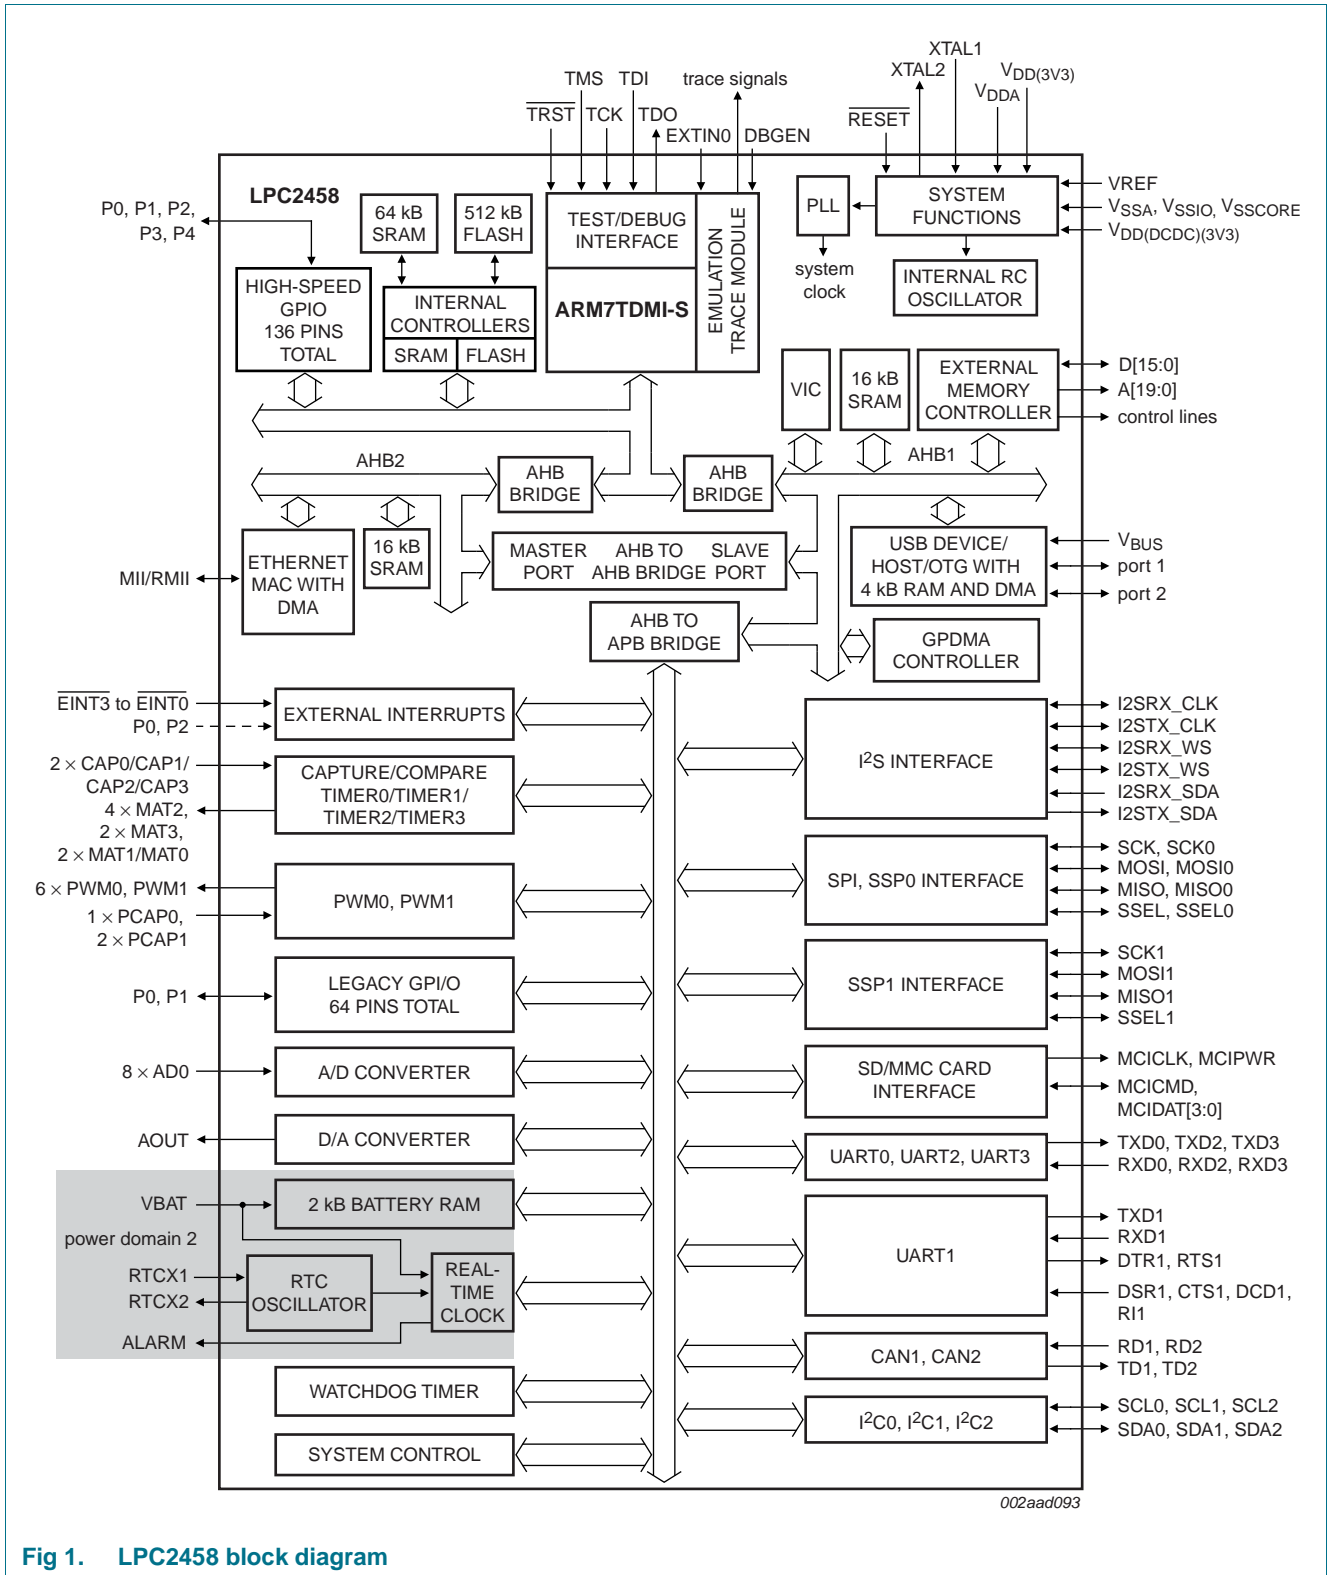 XTAL1
XTAL2
VDD(3V3)
VDDA
RESET
TMS TDI trace signals
TRST TCK TDO
EXTIN0 DBGEN
LPC2458
P0, P1, P2,
P3, P4
64 kB
SRAM
512 kB
FLASH
TEST/DEBUG
INTERFACE
EMULATION
TRACE MODULE
PLL
SYSTEM
FUNCTIONS
VREF
VSSA, VSSIO, VSSCORE
VDD(DCDC)(3V3)
system
clock
INTERNAL RC
OSCILLATOR
HIGH-SPEED
GPIO
136 PINS
TOTAL
INTERNAL
CONTROLLERS
SRAM FLASH
ARM7TDMI-S
VIC
16 kB
SRAM
EXTERNAL
MEMORY
CONTROLLER
D[15:0]
A[19:0]
control lines
AHB2
AHB
BRIDGE
AHB
BRIDGE
AHB1
ETHERNET
MAC WITH
DMA
MII/RMII
16 kB
SRAM
MASTER
PORT
AHB TO
AHB BRIDGE
SLAVE
PORT
USB DEVICE/
HOST/OTG WITH
4 kB RAM AND DMA
VBUS
port 1
port 2
AHB TO
APB BRIDGE
GPDMA
CONTROLLER
EINT3 to EINT0
P0, P2
EXTERNAL INTERRUPTS
I2S INTERFACE
I2SRX_CLK
I2STX_CLK
I2SRX_WS
I2STX_WS
I2SRX_SDA
I2STX_SDA
2 × CAP0/CAP1/
CAP2/CAP3
4 × MAT2,
2 × MAT3,
2 × MAT1/MAT0
CAPTURE/COMPARE
TIMER0/TIMER1/
TIMER2/TIMER3
SPI, SSP0 INTERFACE
SCK, SCK0
MOSI, MOSI0
MISO, MISO0
SSEL, SSEL0
6 × PWM0, PWM1
1 × PCAP0,
2 × PCAP1
PWM0, PWM1
SSP1 INTERFACE
SCK1
MOSI1
MISO1
SSEL1
P0, P1
LEGACY GPI/O
64 PINS TOTAL
8 × AD0
A/D CONVERTER
SD/MMC CARD
INTERFACE
MCICLK, MCIPWR
MCICMD,
MCIDAT[3:0]
AOUT
D/A CONVERTER
UART0, UART2, UART3
TXD0, TXD2, TXD3
RXD0, RXD2, RXD3
VBAT
2 kB BATTERY RAM
power domain 2
RTCX1
RTCX2
RTC
OSCILLATOR
REAL-
TIME
CLOCK
ALARM
UART1
TXD1
RXD1
DTR1, RTS1
DSR1, CTS1, DCD1,
RI1
CAN1, CAN2
RD1, RD2
TD1, TD2
WATCHDOG TIMER
I2C0, I2C1, I2C2
SCL0, SCL1, SCL2
SDA0, SDA1, SDA2
SYSTEM CONTROL
002aad093
Fig 1. LPC2458 block diagram